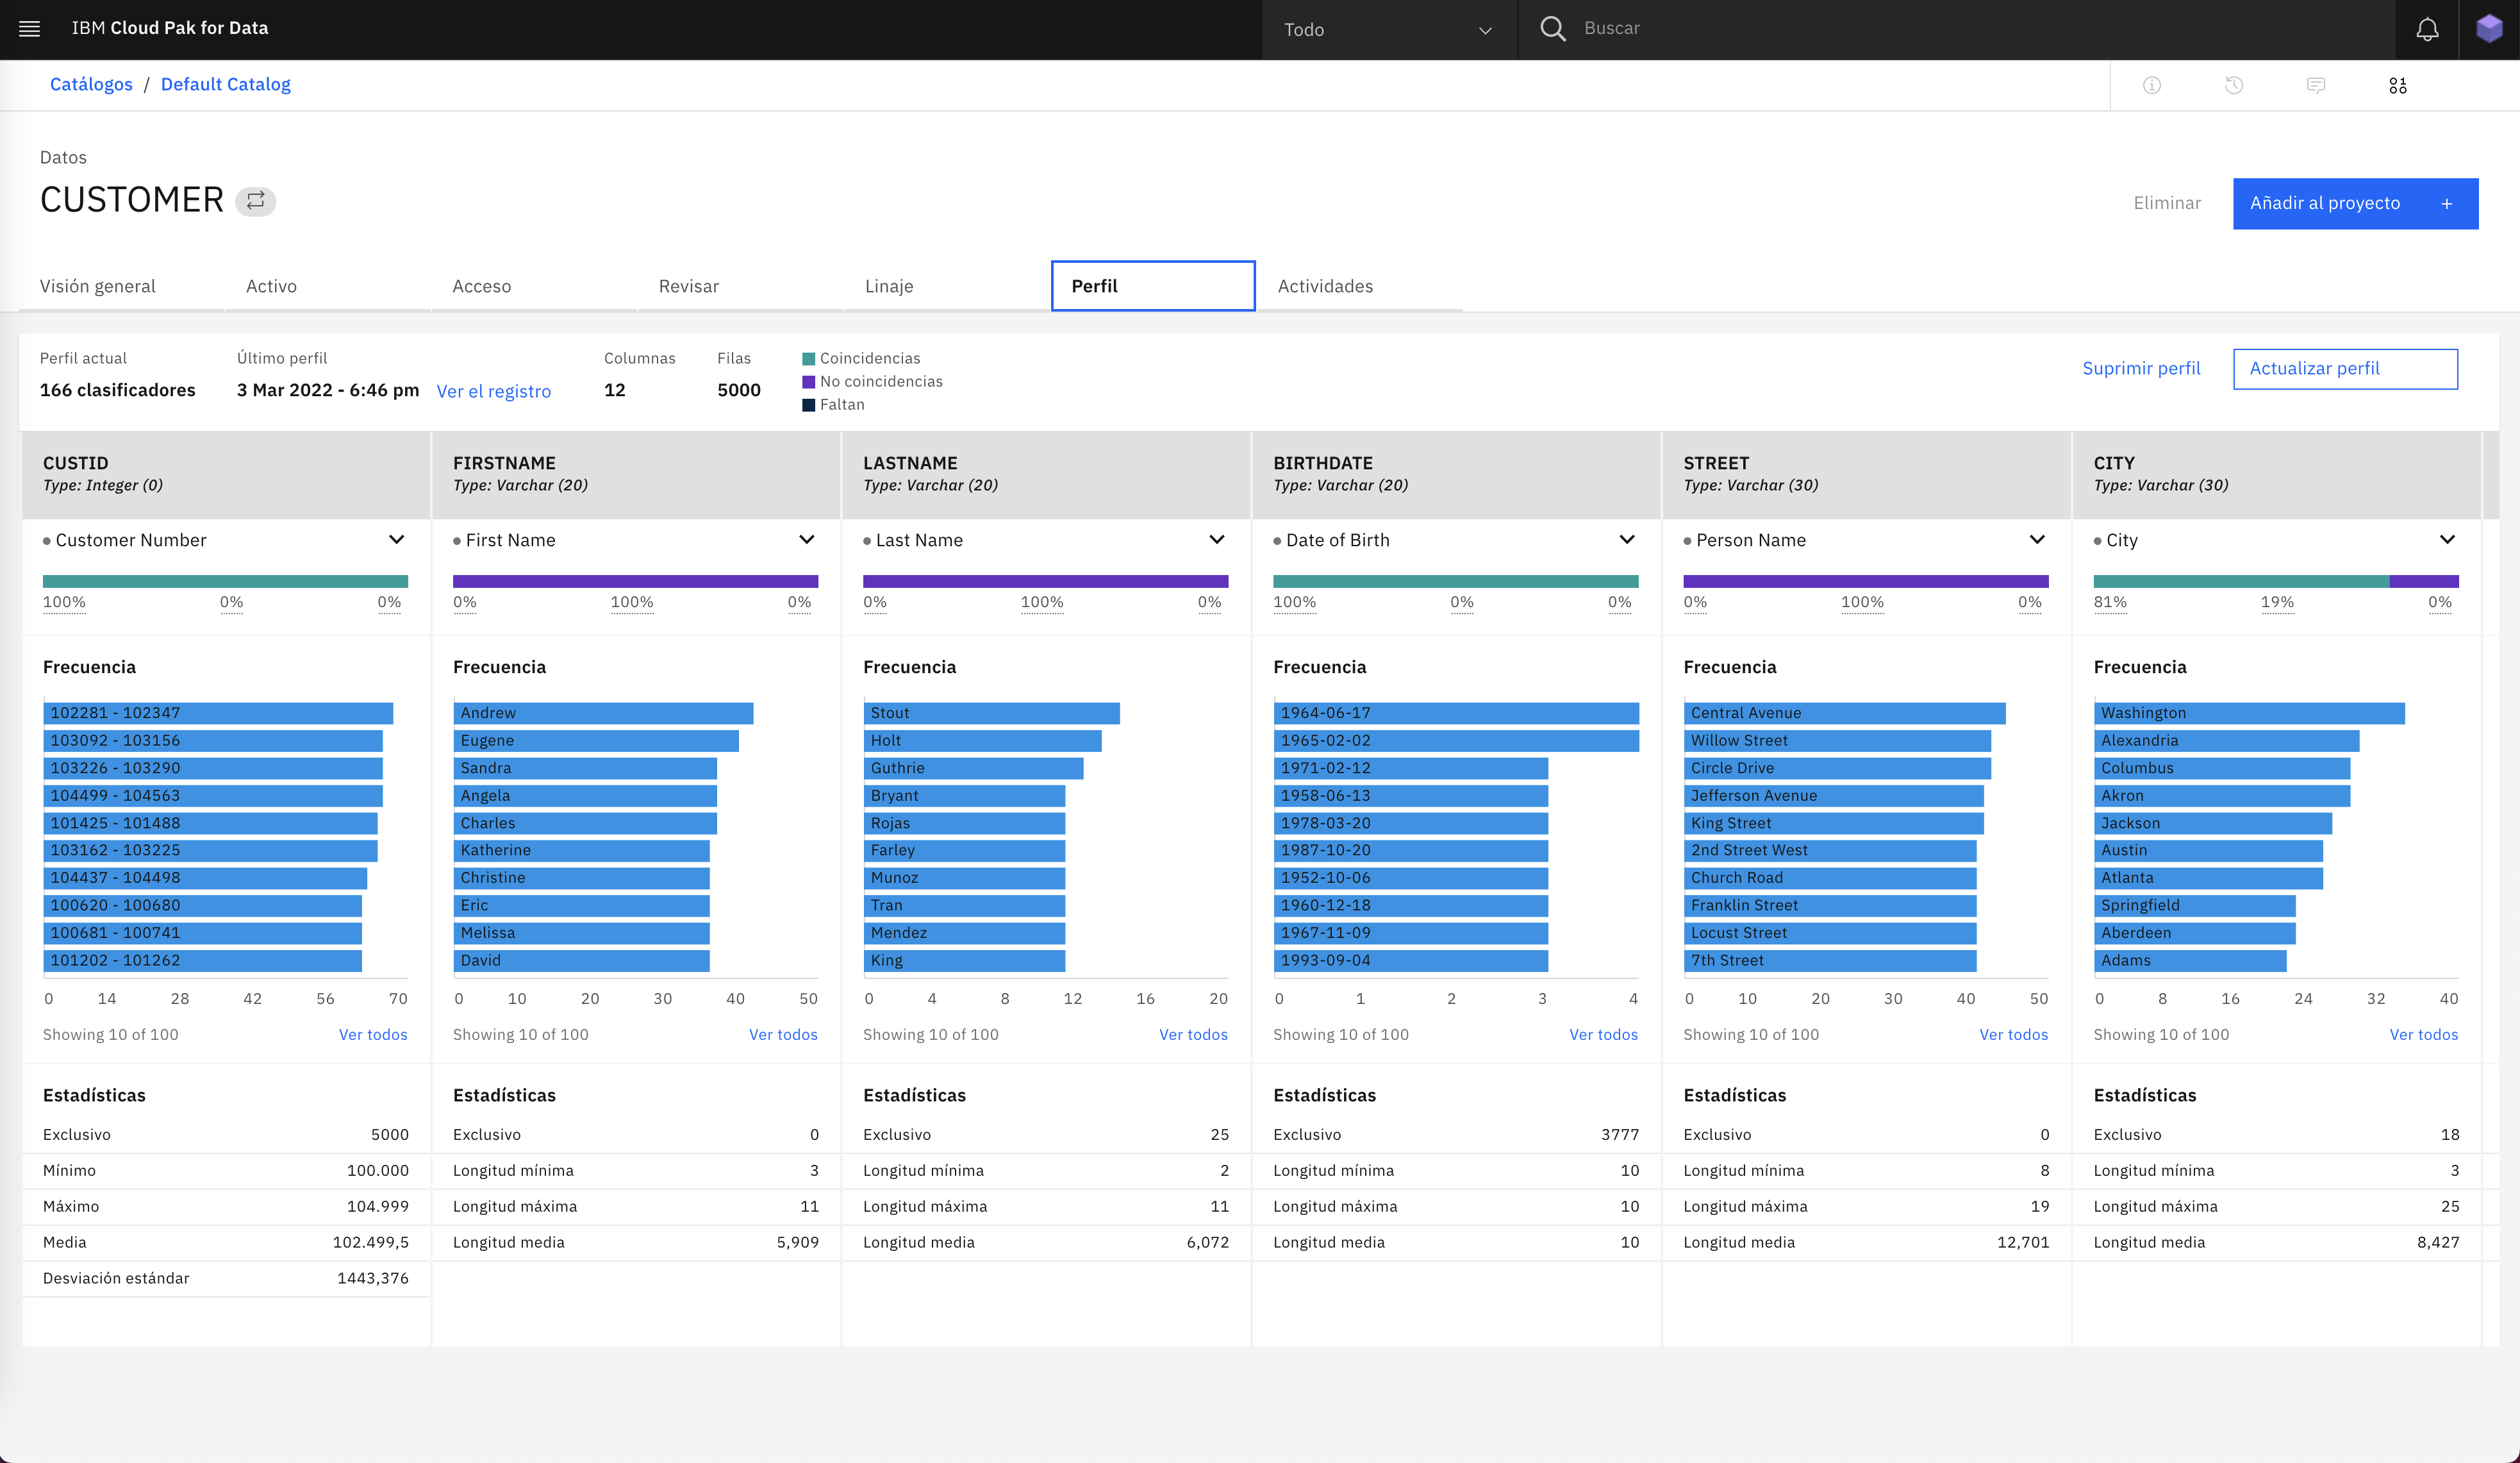 IBM Cloud Pak for Data
Todo
Buscar
Catálogos / Default Catalog
Datos
CUSTOMER
Eliminar
Añadir al proyecto +
Visión general
Activo
Acceso
Revisar
Linaje
Perfil
Actividades
Perfil actual
166 clasificadores
Último perfil
3 Mar 2022 - 6:46 pm
Ver el registro
Columnas
12
Filas
5000
Coincidencias
No coincidencias
Faltan
Suprimir perfil
Actualizar perfil
CUSTID
Type: Integer (0)
Customer Number
100% 0% 0%
Frecuencia
102281 - 102347
103092 - 103156
103226 - 103290
104499 - 104563
101425 - 101488
103162 - 103225
104437 - 104498
100620 - 100680
100681 - 100741
101202 - 101262
0 14 28 42 56 70
Showing 10 of 100 Ver todos
Estadísticas
Exclusivo 5000
Mínimo 100.000
Máximo 104.999
Media 102.499,5
Desviación estándar 1443,376
FIRSTNAME
Type: Varchar (20)
First Name
0% 100% 0%
Frecuencia
Andrew
Eugene
Sandra
Angela
Charles
Katherine
Christine
Eric
Melissa
David
0 10 20 30 40 50
Showing 10 of 100 Ver todos
Estadísticas
Exclusivo 0
Longitud mínima 3
Longitud máxima 11
Longitud media 5,909
LASTNAME
Type: Varchar (20)
Last Name
0% 100% 0%
Frecuencia
Stout
Holt
Guthrie
Bryant
Rojas
Farley
Munoz
Tran
Mendez
King
0 4 8 12 16 20
Showing 10 of 100 Ver todos
Estadísticas
Exclusivo 25
Longitud mínima 2
Longitud máxima 11
Longitud media 6,072
BIRTHDATE
Type: Varchar (20)
Date of Birth
100% 0% 0%
Frecuencia
1964-06-17
1965-02-02
1971-02-12
1958-06-13
1978-03-20
1987-10-20
1952-10-06
1960-12-18
1967-11-09
1993-09-04
0 1 2 3 4
Showing 10 of 100 Ver todos
Estadísticas
Exclusivo 3777
Longitud mínima 10
Longitud máxima 10
Longitud media 10
STREET
Type: Varchar (30)
Person Name
0% 100% 0%
Frecuencia
Central Avenue
Willow Street
Circle Drive
Jefferson Avenue
King Street
2nd Street West
Church Road
Franklin Street
Locust Street
7th Street
0 10 20 30 40 50
Showing 10 of 100 Ver todos
Estadísticas
Exclusivo 0
Longitud mínima 8
Longitud máxima 19
Longitud media 12,701
CITY
Type: Varchar (30)
City
81% 19% 0%
Frecuencia
Washington
Alexandria
Columbus
Akron
Jackson
Austin
Atlanta
Springfield
Aberdeen
Adams
0 8 16 24 32 40
Showing 10 of 100 Ver todos
Estadísticas
Exclusivo 18
Longitud mínima 3
Longitud máxima 25
Longitud media 8,427